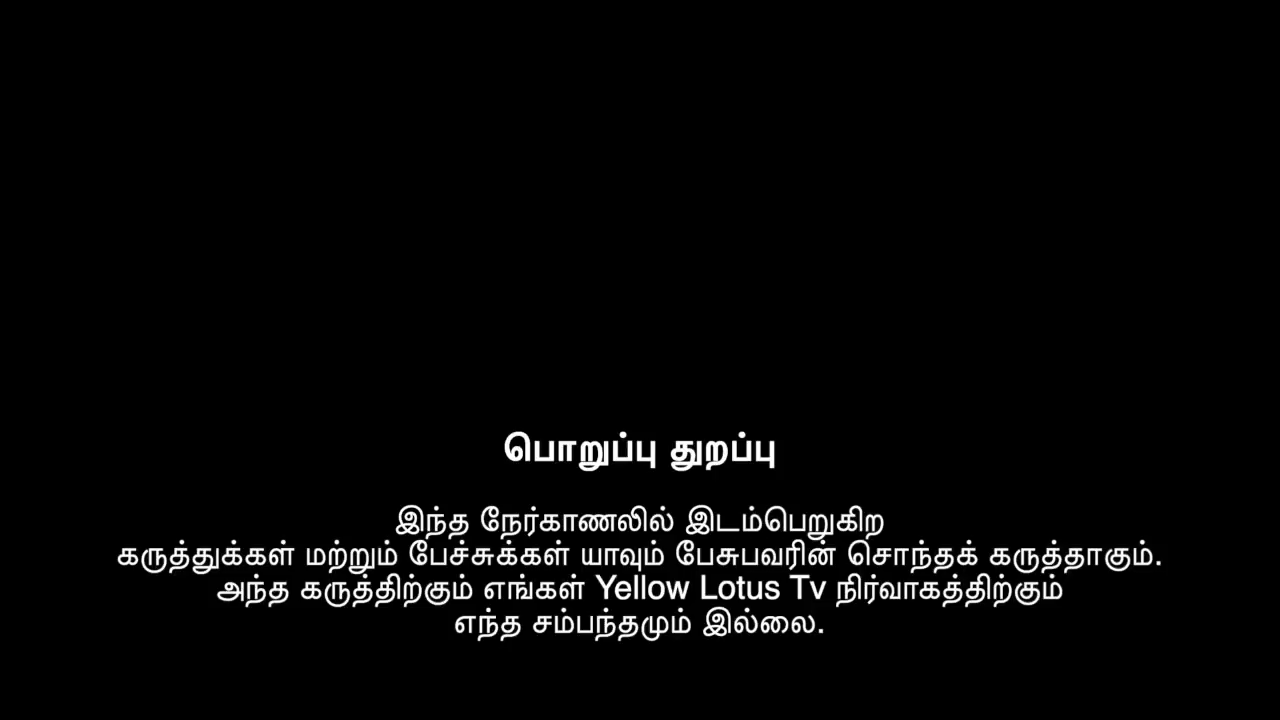 பொறுப்பு துறப்பு
இந்த நேர்காணலில் இடம்பெறுகிற
கருத்துக்கள் மற்றும் பேச்சுக்கள் யாவும் பேசுபவரின் சொந்தக் கருத்தாகும்.
அந்த கருத்திற்கும் எங்கள் Yellow Lotus Tv நிர்வாகத்திற்கும்
எந்த சம்பந்தமும் இல்லை.